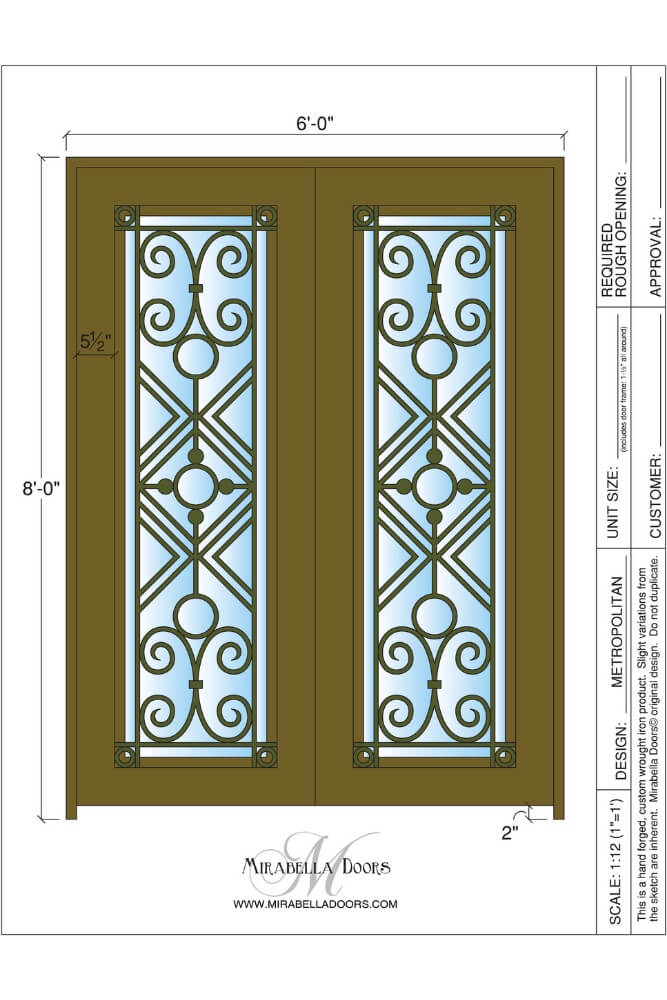 6'-0"
5½"
8'-0"
2"
MIRABELLA DOORS
M
WWW.MIRABELLADOORS.COM
REQUIRED
ROUGH OPENING:
APPROVAL:
UNIT SIZE:
(includes door frame: 1-½" all around)
CUSTOMER:
DESIGN: METROPOLITAN
SCALE: 1:12 (1"=1')
This is a hand forged, custom wrought iron product. Slight variations from
the sketch are inherent. Mirabella Doors© original design. Do not duplicate.